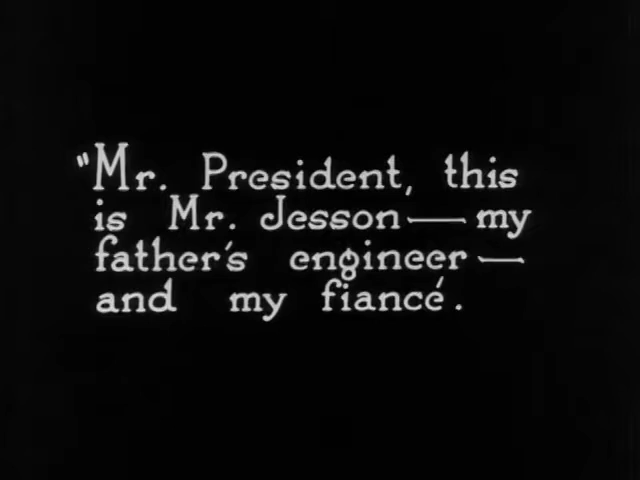 "Mr. President, this
is Mr. Jesson — my
father's engineer —
and my fiancé.